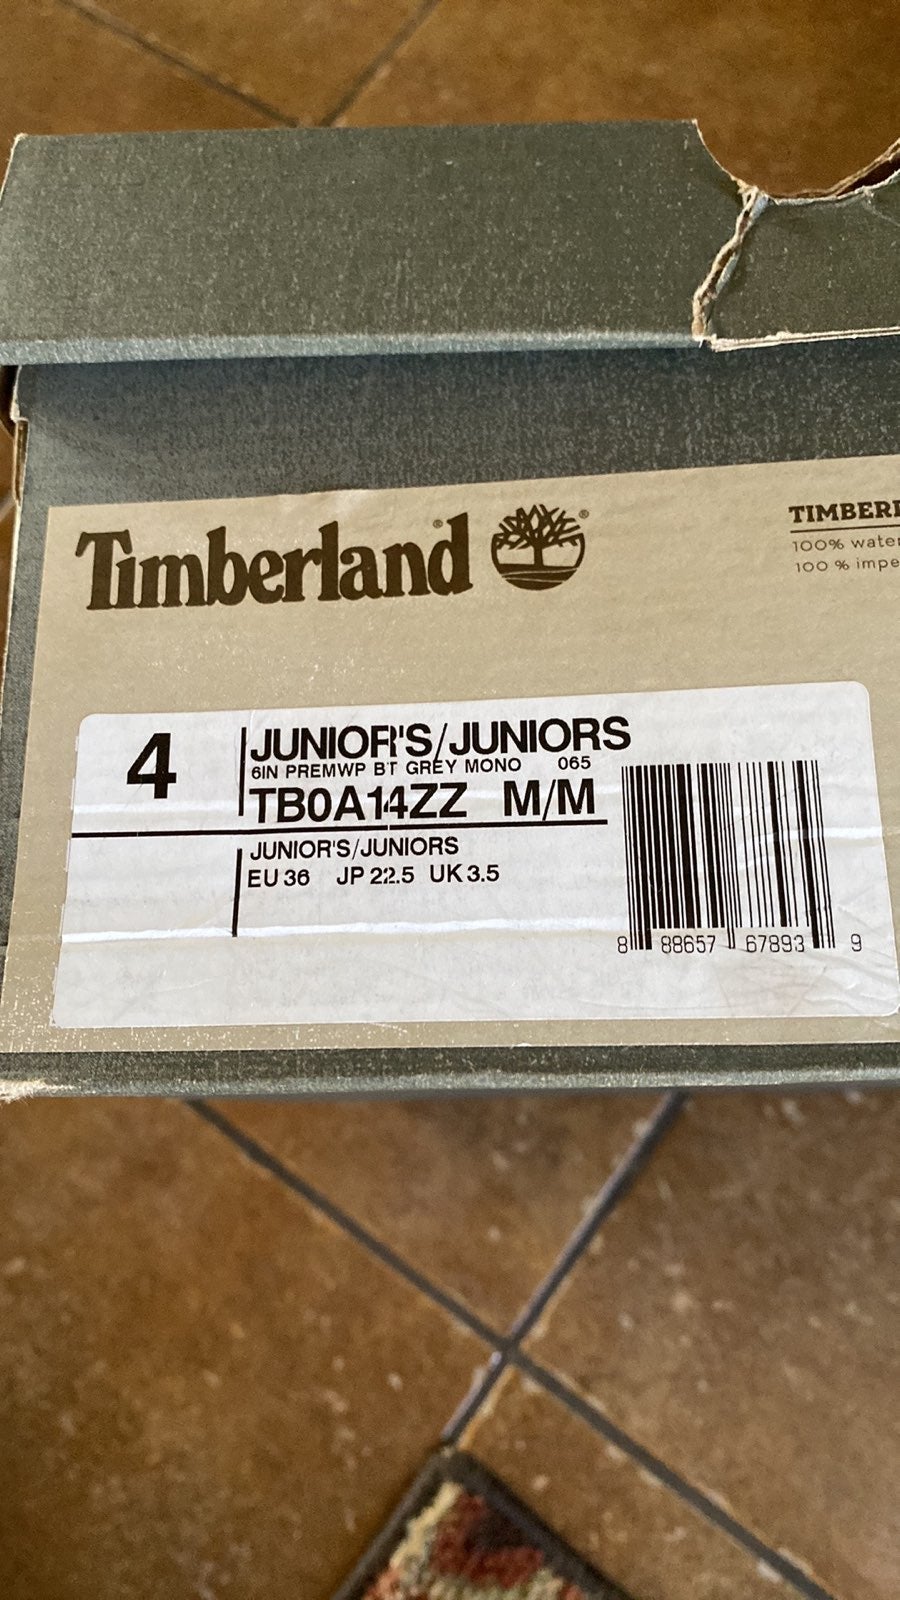 Timberland®
®
TIMBERL
100% water
100 % impe
4
JUNIOR'S/JUNIORS
6IN PREMWP BT GREY MONO 065
TB0A14ZZ M/M
JUNIOR'S/JUNIORS
EU 36 JP 22.5 UK 3.5
8 88657 67893 9